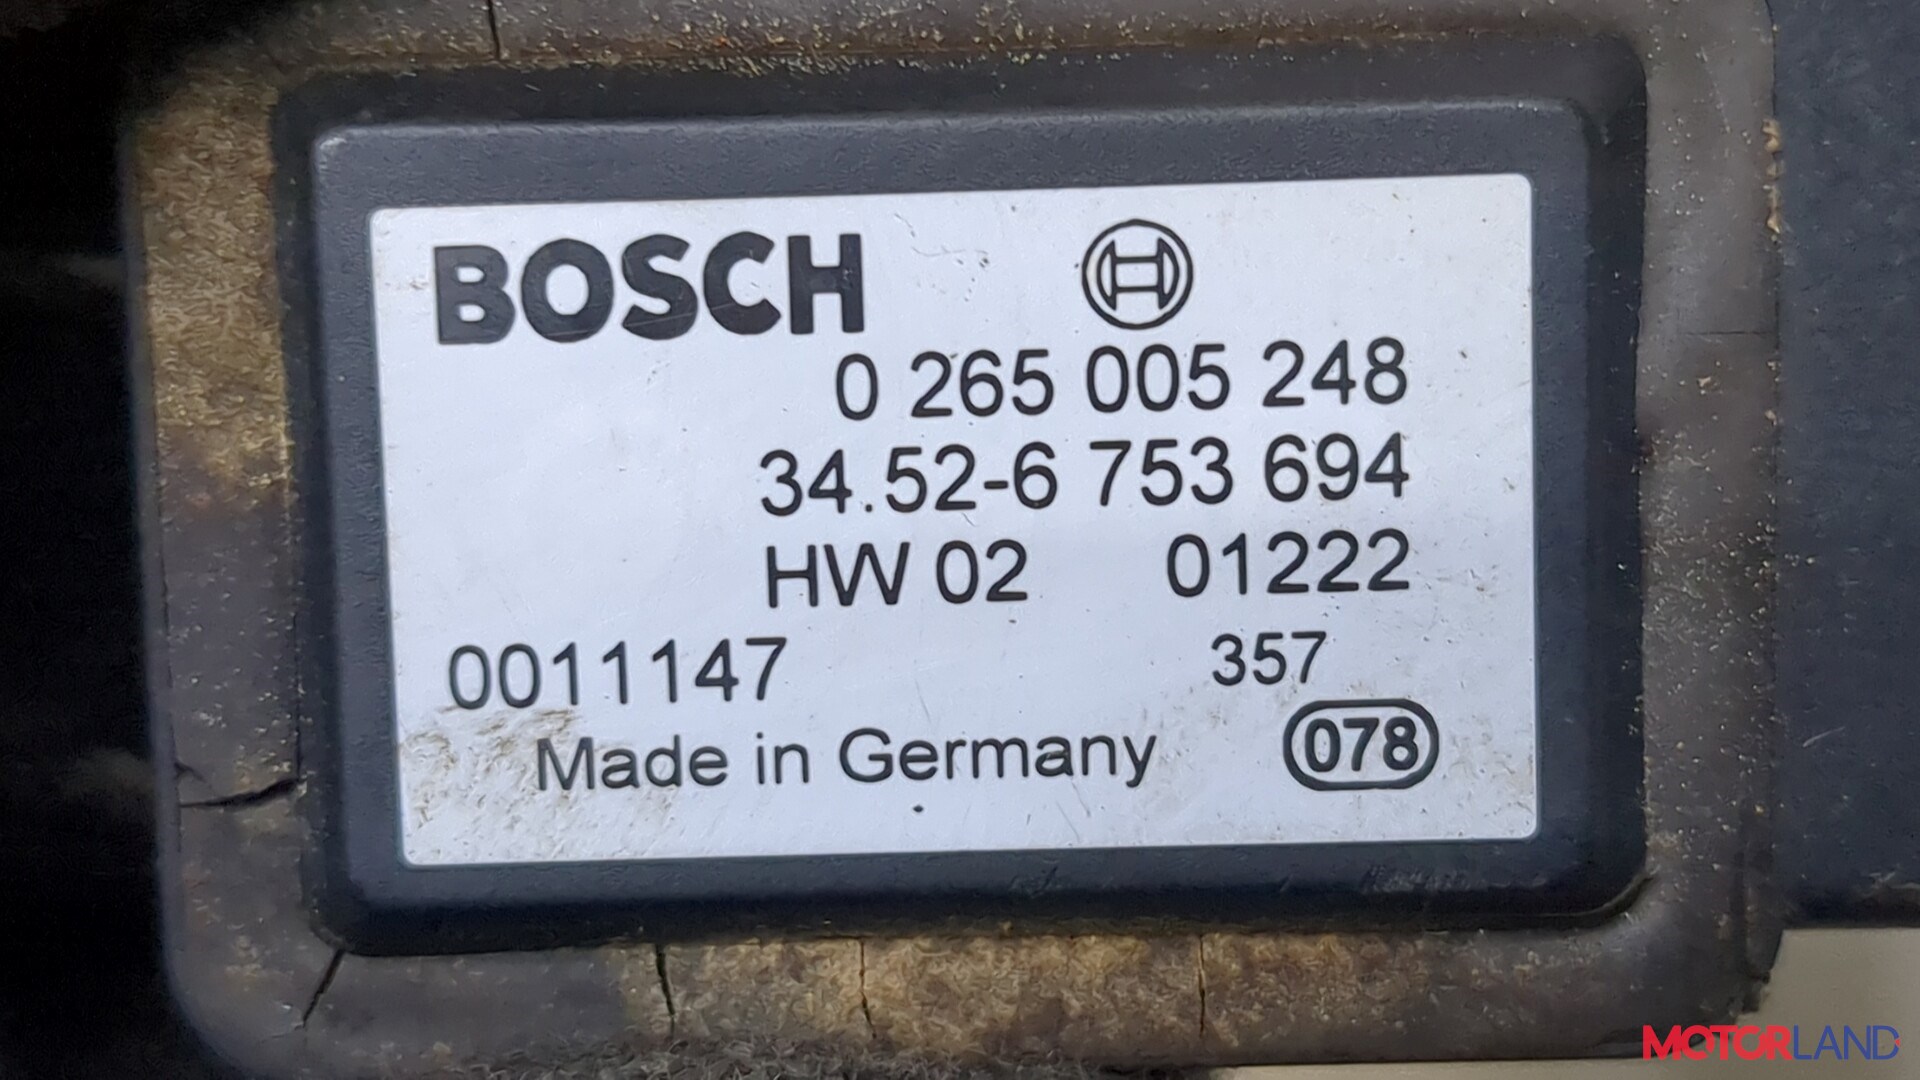 BOSCH
0 265 005 248
34.52-6 753 694
HW 02 01222
0011147 357
Made in Germany 078
MOTORLAND